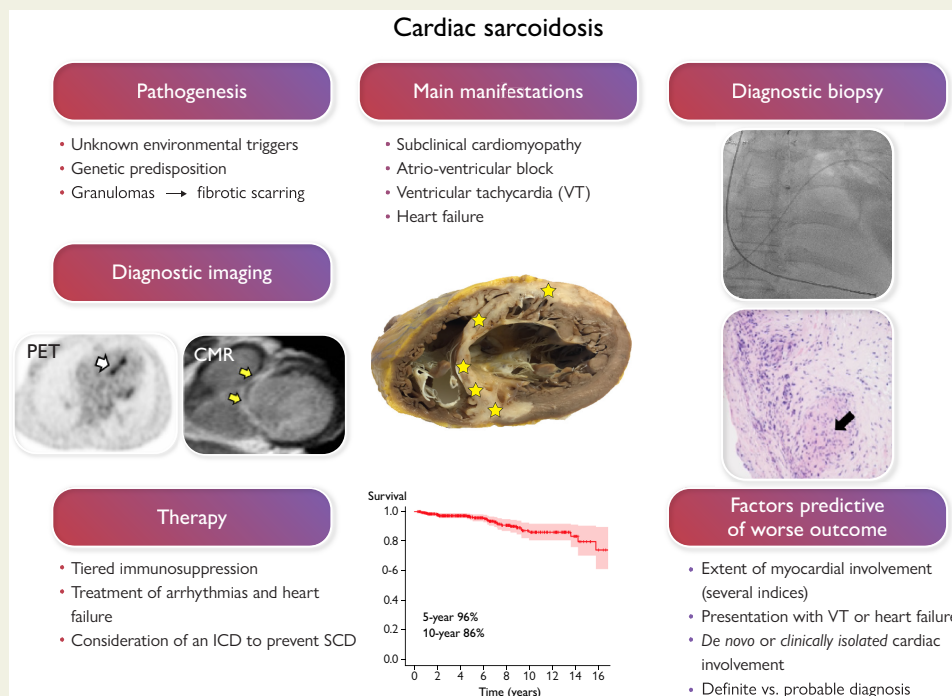 Cardiac sarcoidosis
Pathogenesis
• Unknown environmental triggers
• Genetic predisposition
• Granulomas → fibrotic scarring
Main manifestations
• Subclinical cardiomyopathy
• Atrio-ventricular block
• Ventricular tachycardia (VT)
• Heart failure
Diagnostic biopsy
Diagnostic imaging
PET
CMR
Therapy
• Tiered immunosuppression
• Treatment of arrhythmias and heart
failure
• Consideration of an ICD to prevent SCD
Survival
1.0
0.8
0-6
0.4
0.2
0.0
5-year 96%
10-year 86%
0 2 4 6 8 10 12 14 16
Time (years)
Factors predictive
of worse outcome
• Extent of myocardial involvement
(several indices)
• Presentation with VT or heart failure
• De novo or clinically isolated cardiac
involvement
• Definite vs. probable diagnosis